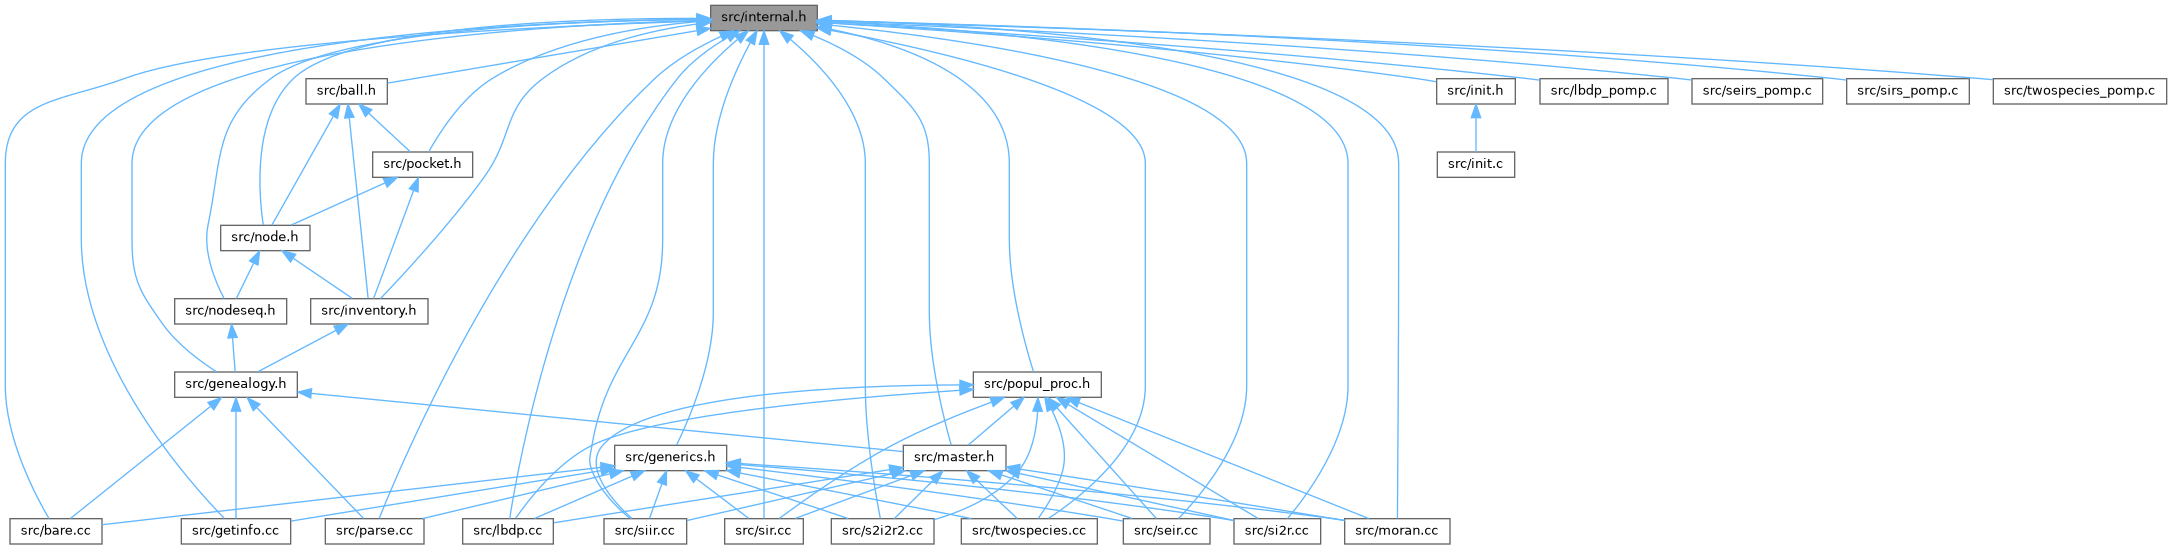 src/internal.h
src/ball.h
src/init.h
src/lbdp_pomp.c
src/seirs_pomp.c
src/sirs_pomp.c
src/twospecies_pomp.c
src/pocket.h
src/init.c
src/node.h
src/nodeseq.h
src/inventory.h
src/genealogy.h
src/popul_proc.h
src/generics.h
src/master.h
src/bare.cc
src/getinfo.cc
src/parse.cc
src/lbdp.cc
src/siir.cc
src/sir.cc
src/s2i2r2.cc
src/twospecies.cc
src/seir.cc
src/si2r.cc
src/moran.cc